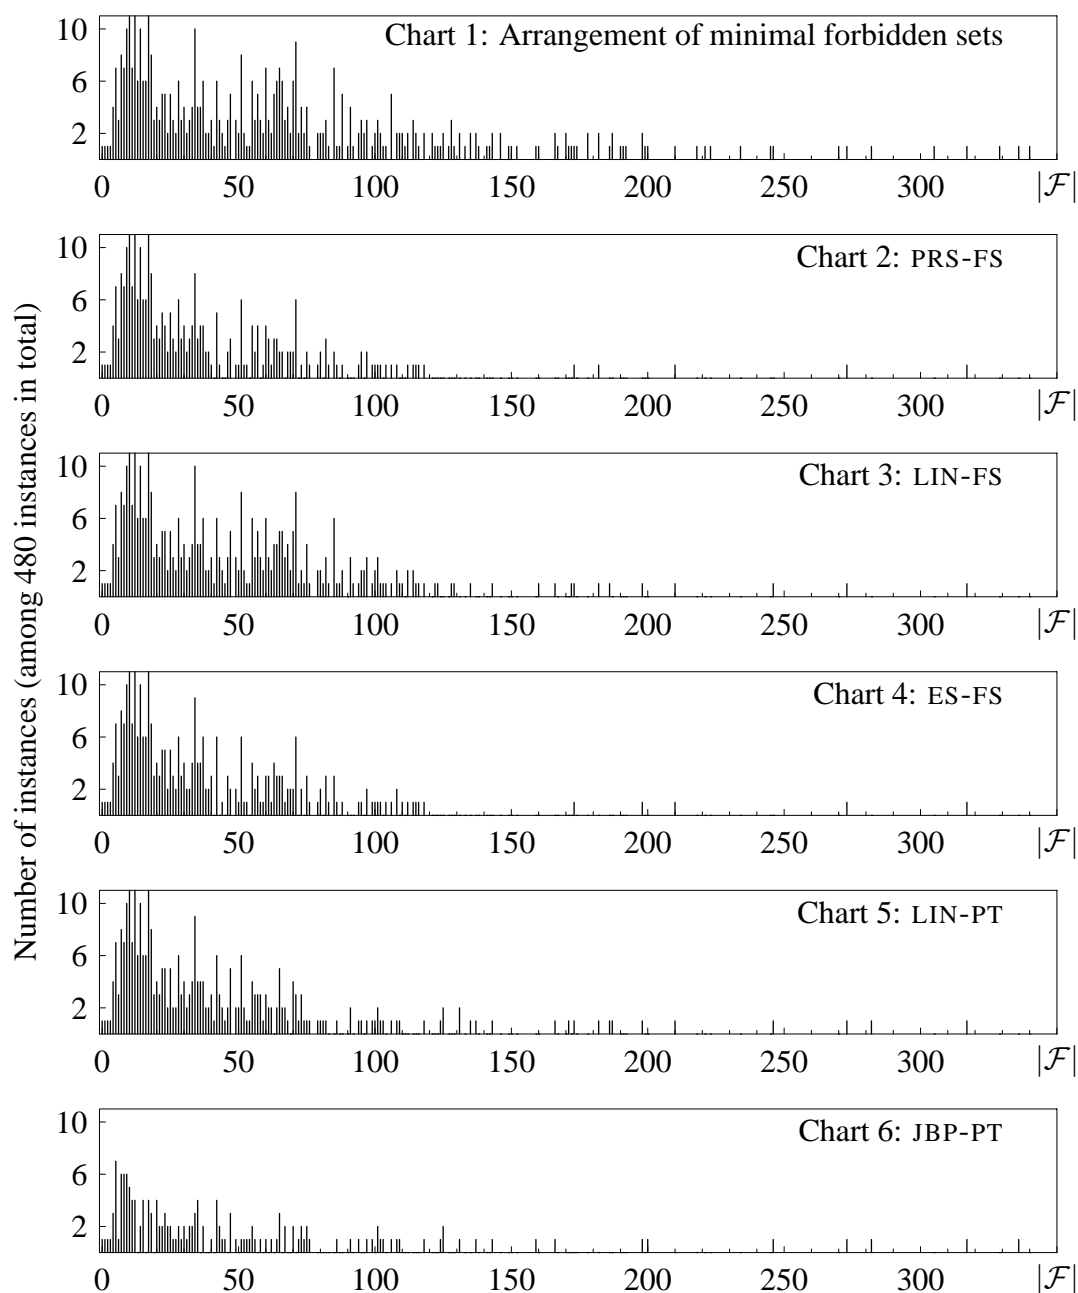 Number of instances (among 480 instances in total)
Chart 1: Arrangement of minimal forbidden sets
10
6
2
0 50 100 150 200 250 300 |ℱ|
Chart 2: PRS-FS
10
6
2
0 50 100 150 200 250 300 |ℱ|
Chart 3: LIN-FS
10
6
2
0 50 100 150 200 250 300 |ℱ|
Chart 4: ES-FS
10
6
2
0 50 100 150 200 250 300 |ℱ|
Chart 5: LIN-PT
10
6
2
0 50 100 150 200 250 300 |ℱ|
Chart 6: JBP-PT
10
6
2
0 50 100 150 200 250 300 |ℱ|